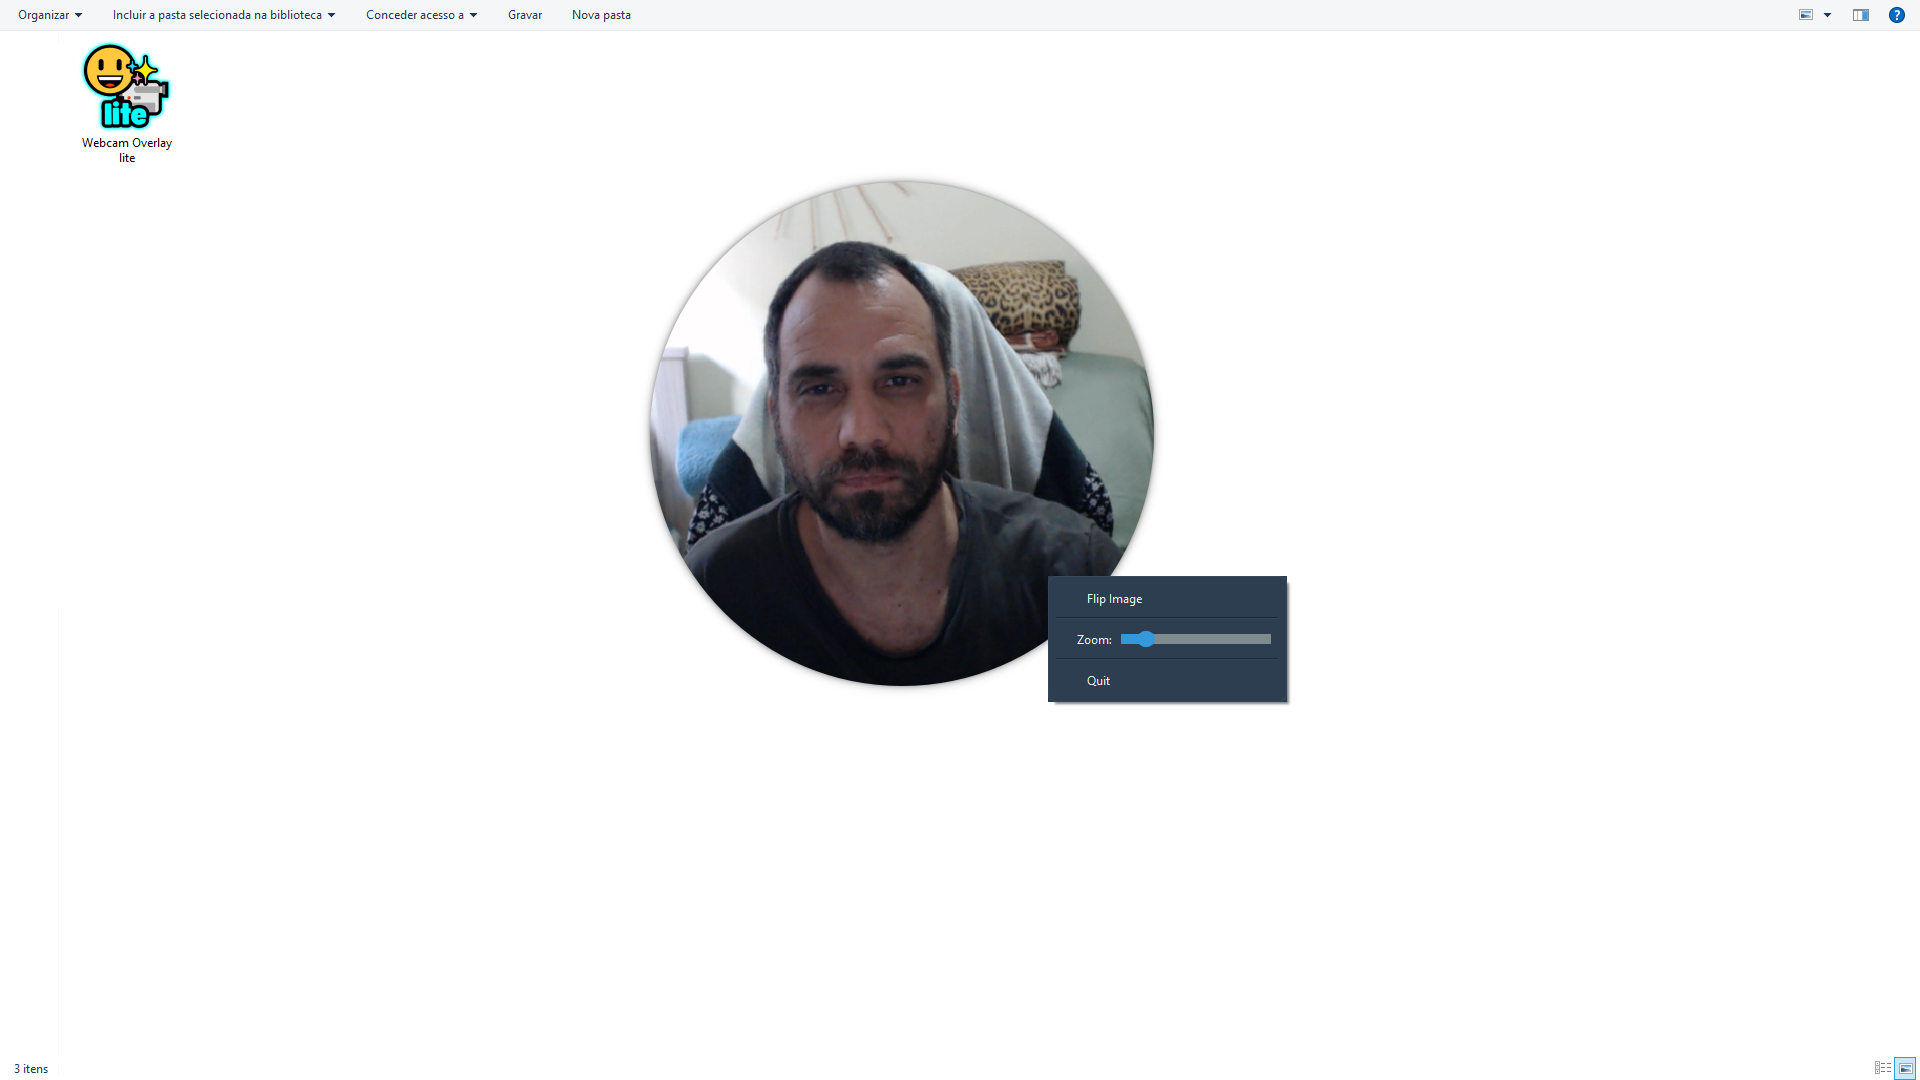 Organizar
Incluir a pasta selecionada na biblioteca
Conceder acesso a
Gravar
Nova pasta
?
lite
Webcam Overlay
lite
Flip Image
Zoom:
Quit
3 itens